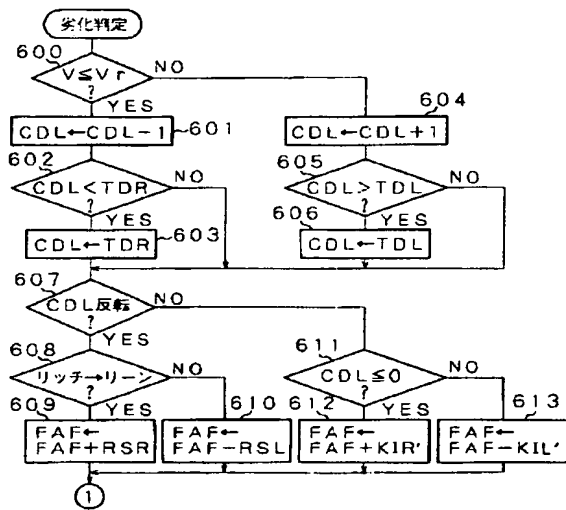 劣化判定
600
V≦Vr
?
NO
YES
604
CDL←CDL-1
601
CDL←CDL+1
602
605
CDL<TDR
?
NO
YES
CDL>TDL
?
NO
YES
606
CDL←TDR
603
CDL←TDL
607
CDL反転
?
NO
YES
608
611
リッチ→リーン
?
NO
YES
CDL≦0
?
NO
YES
609
610
612
613
FAF←
FAF+RSR
FAF←
FAF-RSL
FAF←
FAF+KIR'
FAF←
FAF-KIL'
1